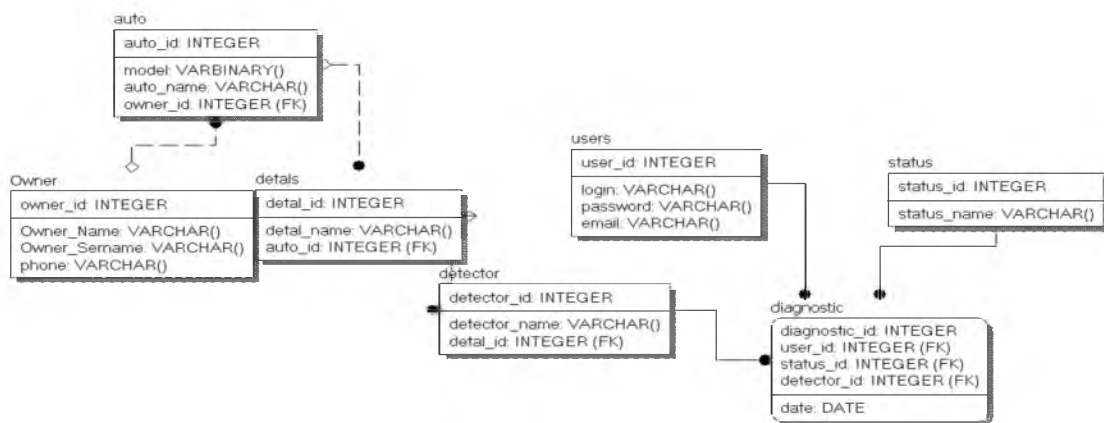 auto
auto_id: INTEGER
model: VARBINARY()
auto_name: VARCHAR()
owner_id: INTEGER (FK)
Owner
owner_id: INTEGER
Owner_Name: VARCHAR()
Owner_Sername: VARCHAR()
phone: VARCHAR()
detals
detal_id: INTEGER
detal_name: VARCHAR()
auto_id: INTEGER (FK)
users
user_id: INTEGER
login: VARCHAR()
password: VARCHAR()
email: VARCHAR()
status
status_id: INTEGER
status_name: VARCHAR()
detector
detector_id: INTEGER
detector_name: VARCHAR()
detal_id: INTEGER (FK)
diagnostic
diagnostic_id: INTEGER
user_id: INTEGER (FK)
status_id: INTEGER (FK)
detector_id: INTEGER (FK)
date: DATE